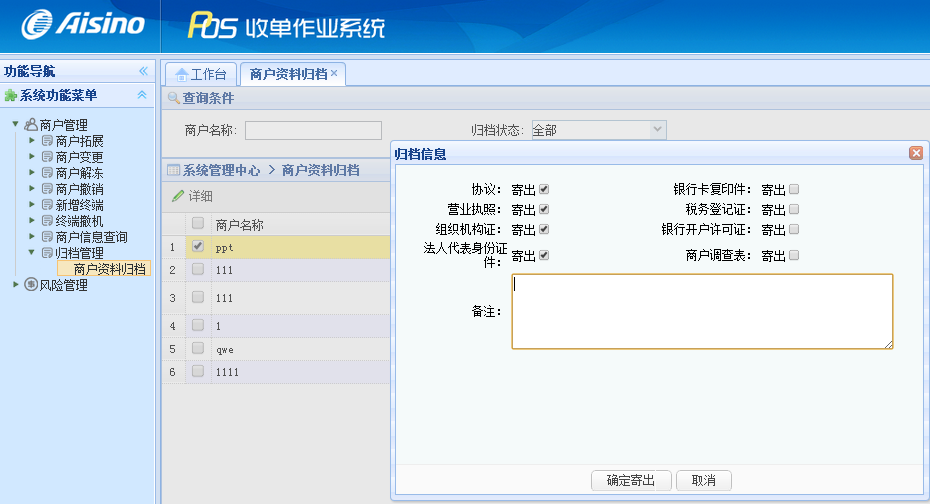 Aisino
POS 收单作业系统
功能导航
系统功能菜单
商户管理
商户拓展
商户变更
商户解冻
商户撤销
新增终端
终端撤机
商户信息查询
归档管理
商户资料归档
风险管理
工作台
商户资料归档
查询条件
商户名称:
归档状态: 全部
系统管理中心 > 商户资料归档
详细
商户名称
1 ppt
2 111
3 111
4 1
5 qwe
6 1111
归档信息
协议: 寄出
银行卡复印件: 寄出
营业执照: 寄出
税务登记证: 寄出
组织机构证: 寄出
银行开户许可证: 寄出
法人代表身份证
件: 寄出
商户调查表: 寄出
备注:
确定寄出
取消